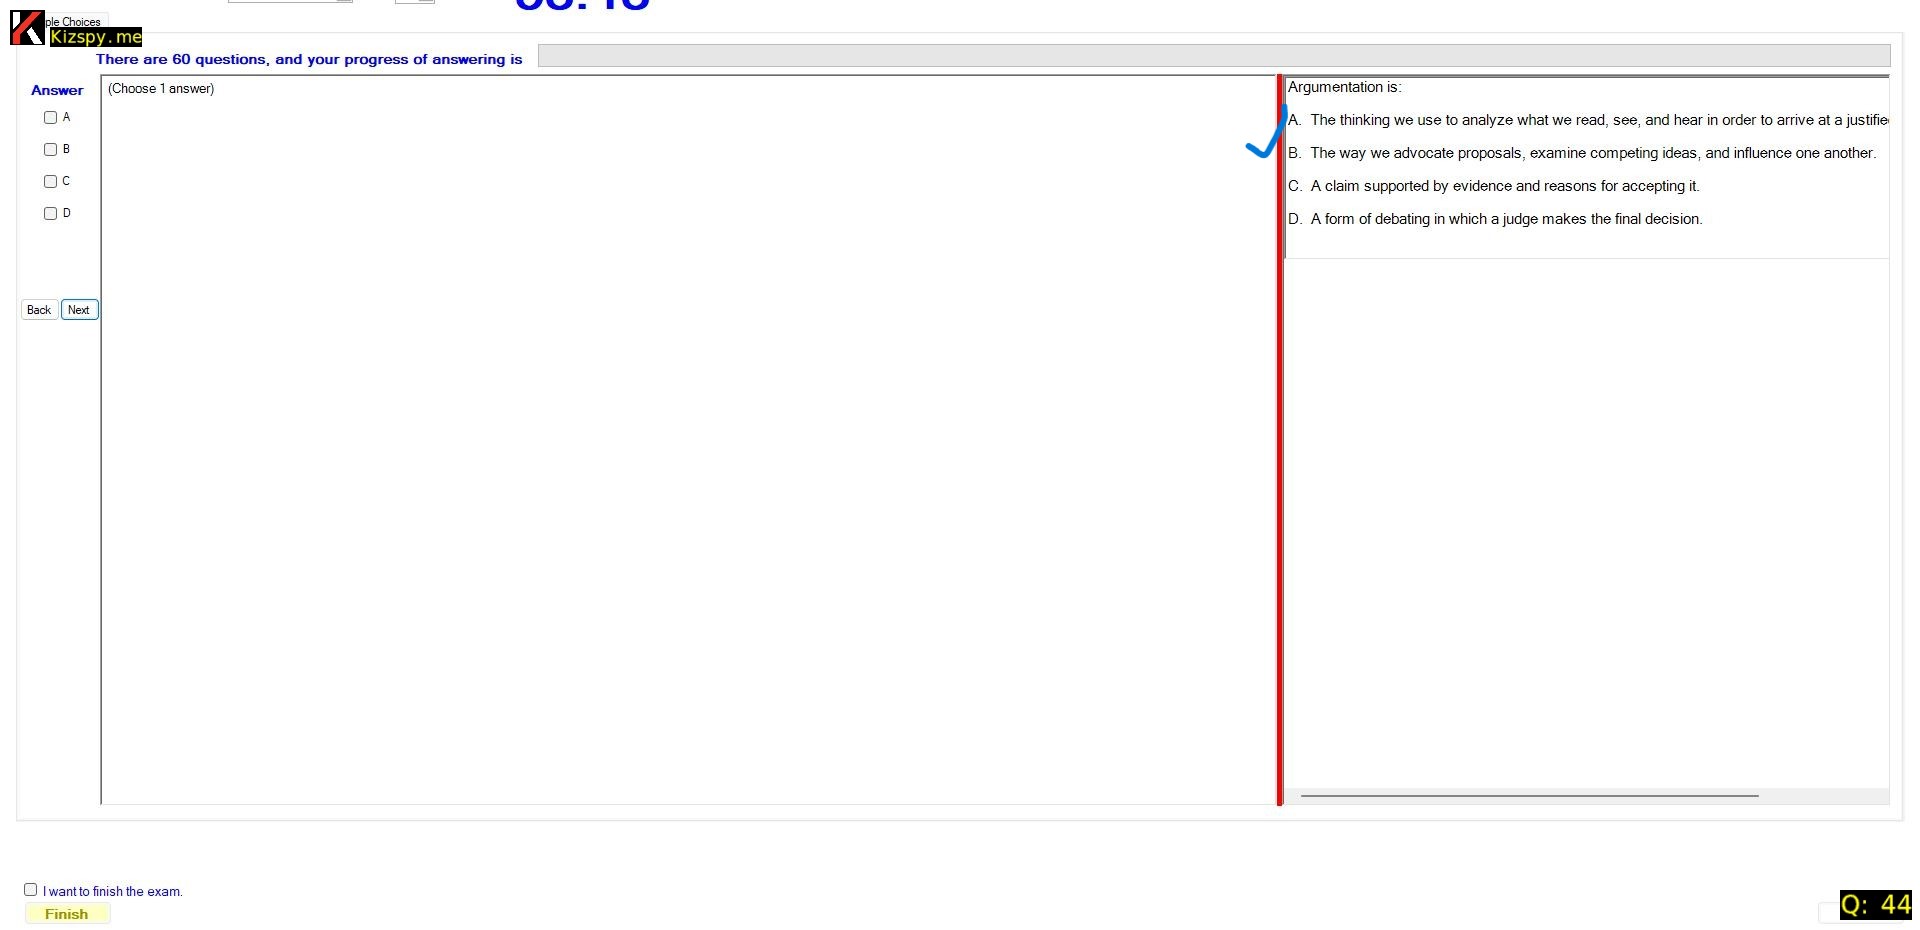 ple Choices
Kizspy.me
There are 60 questions, and your progress of answering is
Answer
(Choose 1 answer)
A
B
C
D
Back
Next
Argumentation is:
A. The thinking we use to analyze what we read, see, and hear in order to arrive at a justifie
B. The way we advocate proposals, examine competing ideas, and influence one another.
C. A claim supported by evidence and reasons for accepting it.
D. A form of debating in which a judge makes the final decision.
I want to finish the exam.
Finish
Q: 44